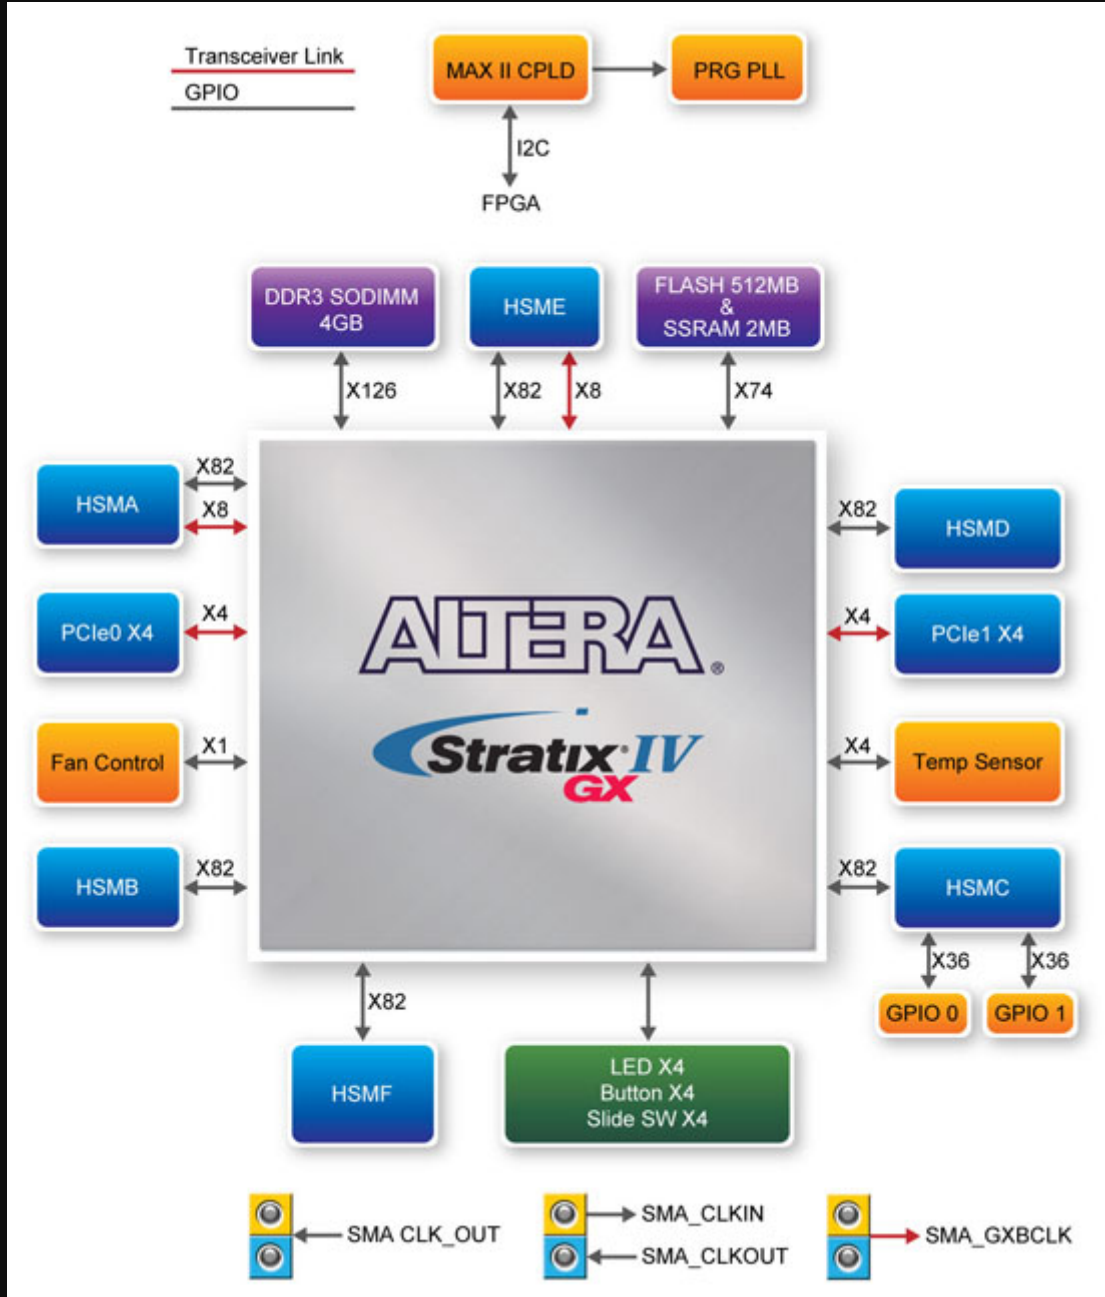 Transceiver Link
GPIO
MAX II CPLD
PRG PLL
I2C
FPGA
DDR3 SODIMM
4GB
HSME
FLASH 512MB
&
SSRAM 2MB
X126
X82
X8
X74
HSMA
X82
X8
X82
HSMD
PCIe0 X4
X4
ALTERA®
X4
PCIe1 X4
Fan Control
X1
Stratix® IV
GX
X4
Temp Sensor
HSMB
X82
X82
HSMC
X36
X36
GPIO 0
GPIO 1
X82
HSMF
LED X4
Button X4
Slide SW X4
SMA CLK_OUT
SMA_CLKIN
SMA_CLKOUT
SMA_GXBCLK